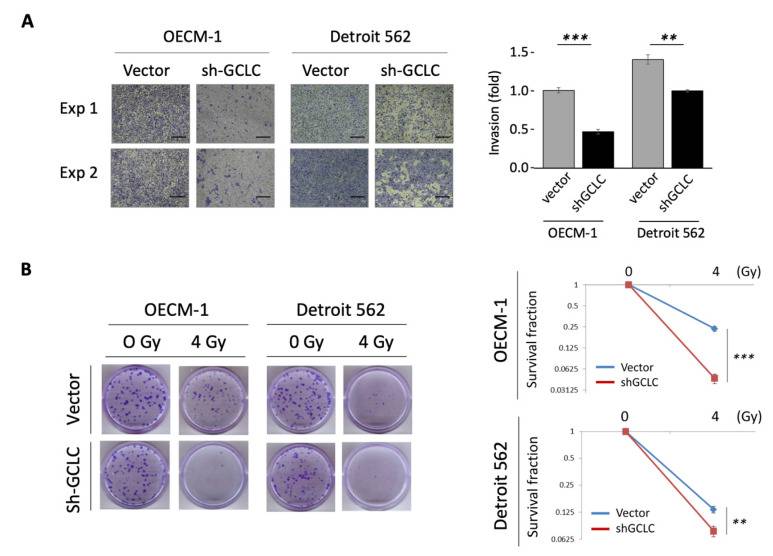 A
OECM-1 Detroit 562
Vector sh-GCLC Vector sh-GCLC
Exp 1
Exp 2
Invasion (fold)
*** **
1.5
1.0
0.5
0.0
vector shGCLC vector shGCLC
OECM-1 Detroit 562
B
OECM-1 Detroit 562
O Gy 4 Gy 0 Gy 4 Gy
Vector
Sh-GCLC
OECM-1
Survival fraction
0 4 (Gy)
1
0.5
0.25
0.125
0.0625
0.03125
Vector
shGCLC
***
Detroit 562
Survival fraction
0 4 (Gy)
1
0.5
0.25
0.125
0.0625
Vector
shGCLC
**